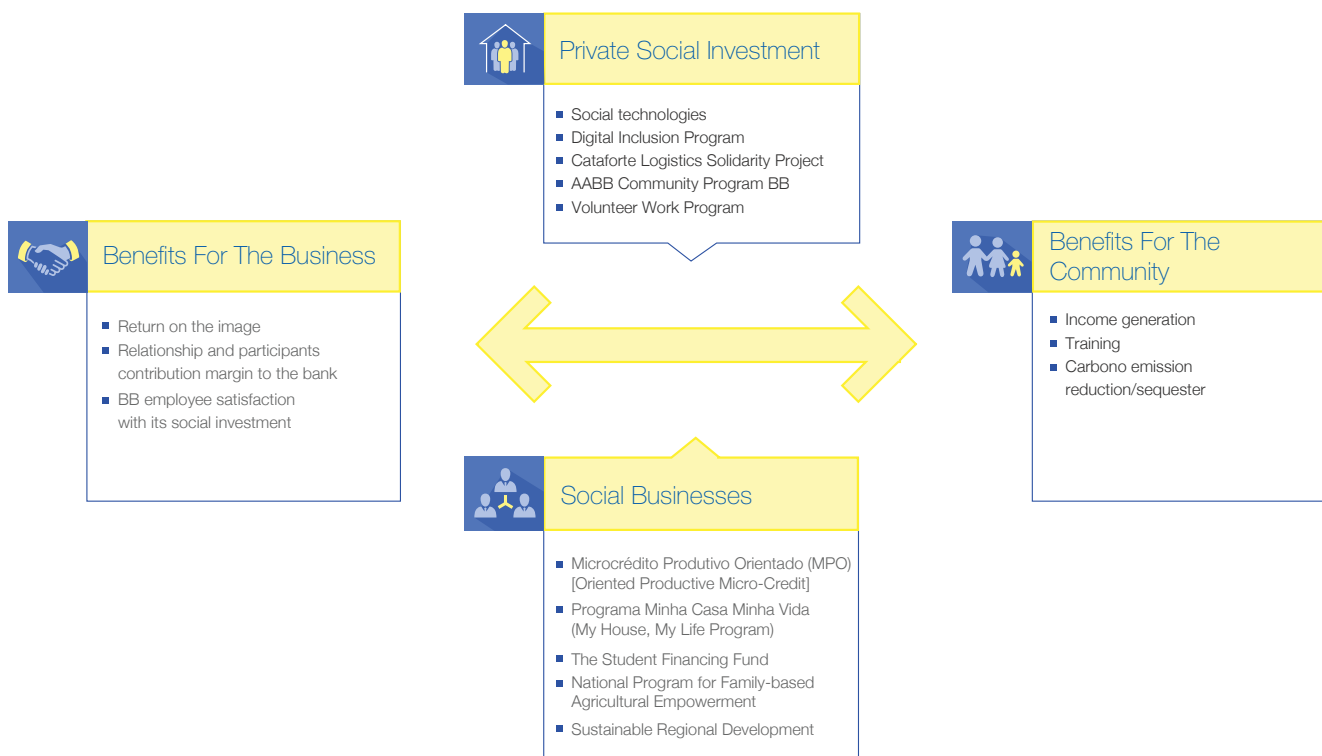 Private Social Investment
Social technologies
Digital Inclusion Program
Cataforte Logistics Solidarity Project
AABB Community Program BB
Volunteer Work Program
Benefits For The Business
Return on the image
Relationship and participants
contribution margin to the bank
BB employee satisfaction
with its social investment
Benefits For The
Community
Income generation
Training
Carbono emission
reduction/sequester
Social Businesses
Microcrédito Produtivo Orientado (MPO)
[Oriented Productive Micro-Credit]
Programa Minha Casa Minha Vida
(My House, My Life Program)
The Student Financing Fund
National Program for Family-based
Agricultural Empowerment
Sustainable Regional Development